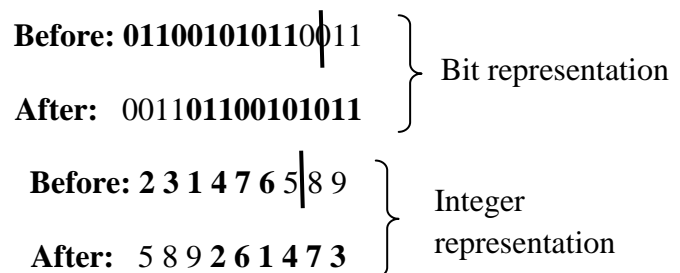 Before: 011001010110011
Bit representation
After: 001101100101011
Before: 2 3 1 4 7 6 5 8 9
Integer
representation
After: 5 8 9 2 6 1 4 7 3